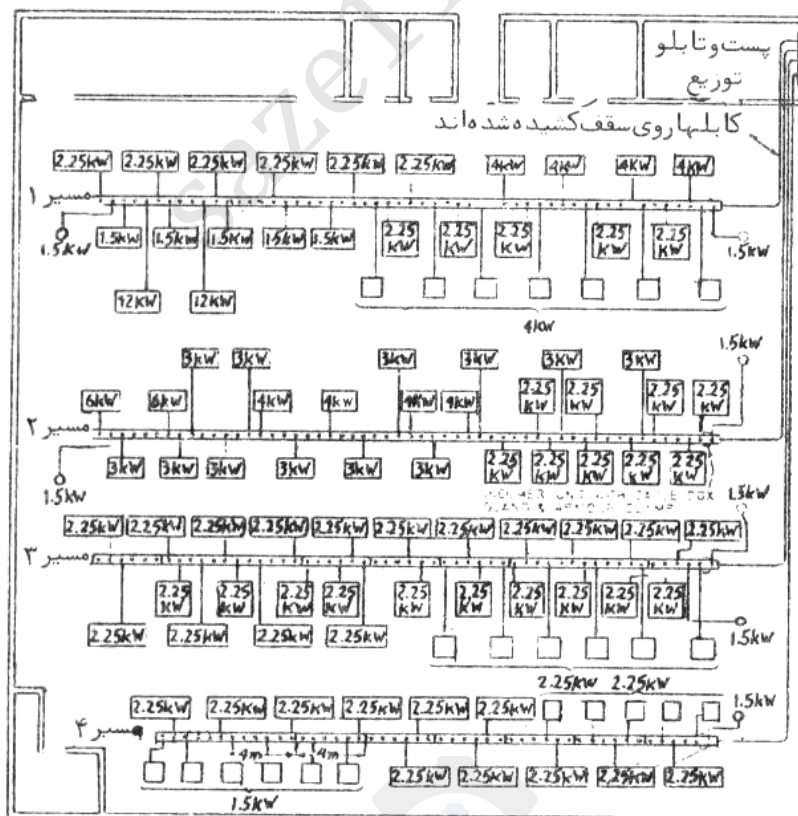 پست وتابلو
توزیع
کابلهاروی سقف کشیده شده اند
2.25kW 2.25kW 2.25kW 2.25kW 2.25kW 2.25kW 4kW 4kW 4kW 4kW
مسیر ۱
1.5kW 1.5kW 1.5kW 1.5kW 1.5kW 1.5kW 2.25 KW 2.25 KW 2.25 KW 2.25 KW 2.25 KW 1.5kW
12kW 12kW
4kW
3kW 3kW 3kW 3kW 3kW 3kW 1.5kW
6kW 6kW 4kW 4kW 4kW 4kW 2.25 KW 2.25 KW 2.25 KW 2.25 KW
مسیر ۲
3kW 3kW 3kW 3kW 3kW 3kW 2.25 KW 2.25 KW 2.25 KW 2.25 KW 2.25 KW
1.5kW
1.5kW
2.25kW 2.25kW 2.25kW 2.25kW 2.25kW 2.25kW 2.25kW 2.25kW 2.25kW 2.25kW 2.25kW
مسیر ۳
2.25 KW 2.25 KW 2.25 KW 2.25 KW 2.25 KW 2.25 KW 2.25 KW 2.25 KW 2.25 KW 2.25 KW
2.25kW 2.25kW 2.25kW 2.25kW 1.5kW
2.25kW 2.25kW
2.25kW 2.25kW 2.25kW 2.25kW 2.25kW 2.25kW 1.5kW
مسیر ۴
4m 4m
2.25kW 2.25kW 2.25kW 2.25kW 2.25kW
1.5kW